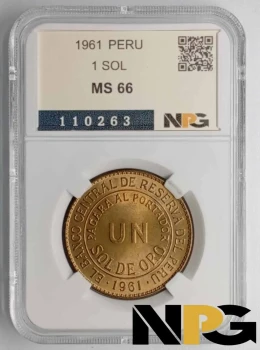 1961 PERU
1 SOL
MS 66
110263
NPG
EL BANCO CENTRAL DE RESERVA DEL PERU
PAGARA AL PORTADOR
UN
SOL DE ORO
1961
NPG